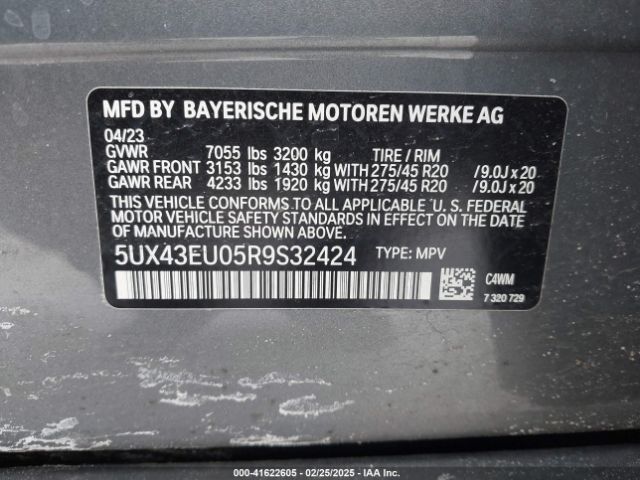 MFD BY BAYERISCHE MOTOREN WERKE AG
04/23
GVWR 7055 lbs 3200 kg TIRE / RIM
GAWR FRONT 3153 lbs 1430 kg WITH 275/45 R20 /9.0J x 20
GAWR REAR 4233 lbs 1920 kg WITH 275/45 R20 /9.0J x 20
THIS VEHICLE CONFORMS TO ALL APPLICABLE U. S. FEDERAL
MOTOR VEHICLE SAFETY STANDARDS IN EFFECT ON THE DATE
OF MANUFACTURE SHOWN ABOVE.
5UX43EU05R9S32424 TYPE: MPV
C4WM
7 320 729
000-41622605 - 02/25/2025 - IAAI.COM